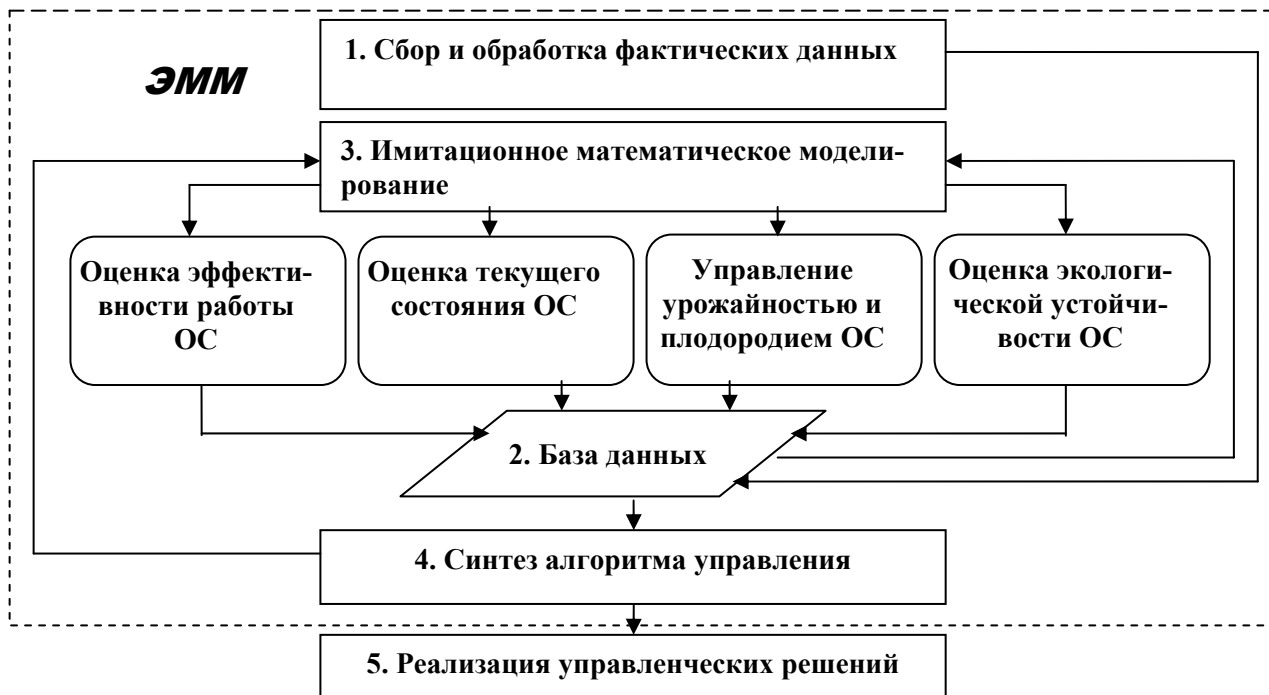 1. Сбор и обработка фактических данных
ЭММ
3. Имитационное математическое модели-
рование
Оценка эффекти-
вности работы
ОС
Оценка текущего
состояния ОС
Управление
урожайностью и
плодородием ОС
Оценка экологи-
ческой устойчи-
вости ОС
2. База данных
4. Синтез алгоритма управления
5. Реализация управленческих решений